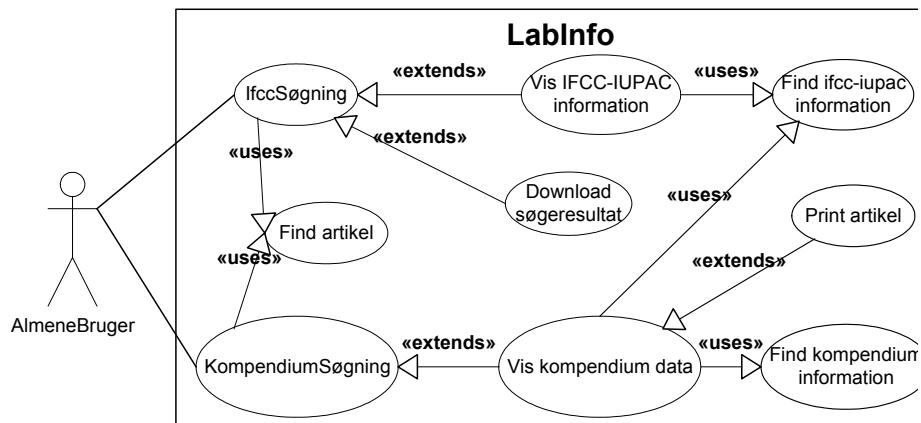 LabInfo
«extends»
«uses»
IfccSøgning
Vis IFCC-IUPAC
information
Find ifcc-iupac
information
«uses»
«extends»
Download
søgeresultat
«uses»
Print artikel
Find artikel
«uses»
«extends»
AlmeneBruger
KompendiumSøgning
«extends»
Vis kompendium data
«uses»
Find kompendium
information